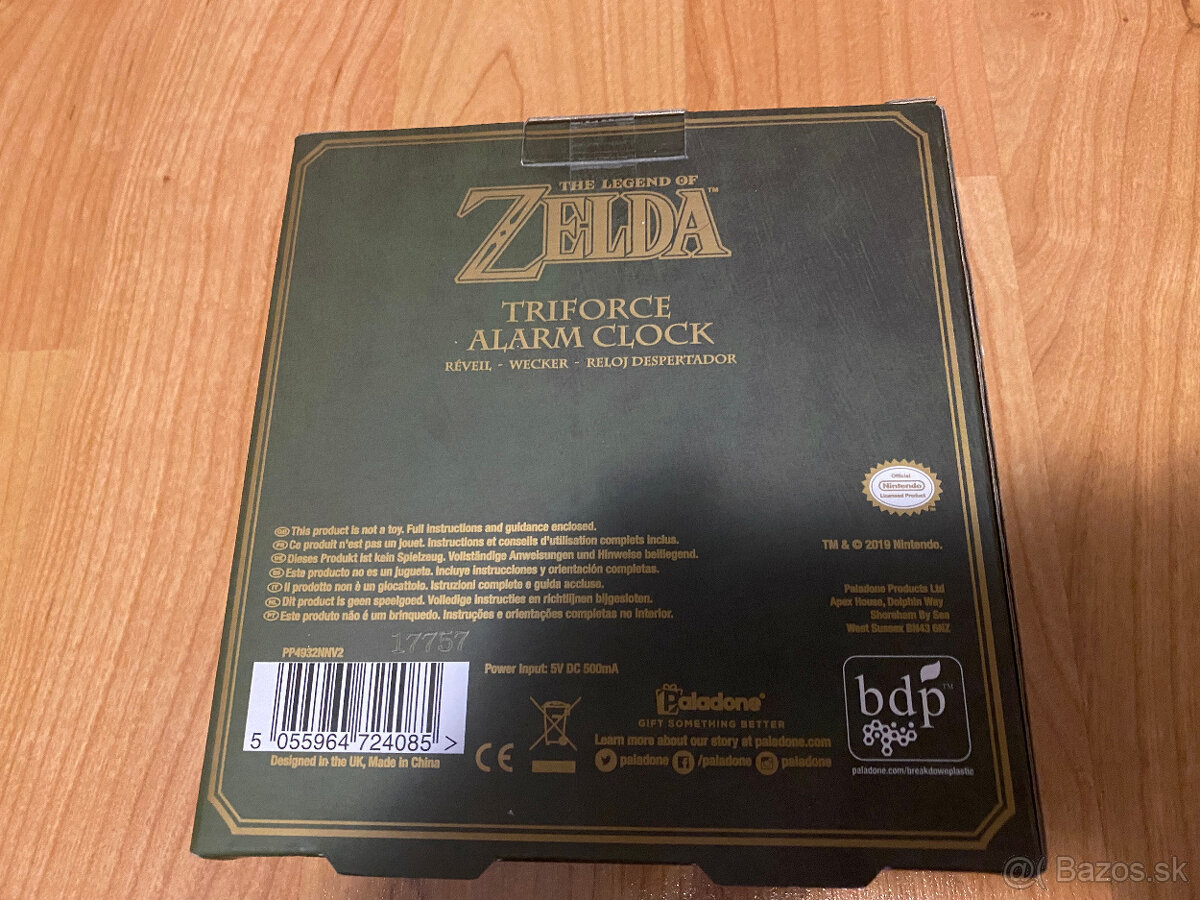 THE LEGEND OF
ZELDA™
TRIFORCE
ALARM CLOCK
RÉVEIL - WECKER - RELOJ DESPERTADOR
Official
Nintendo
Licensed Product
GB This product is not a toy. Full instructions and guidance enclosed.
FR Ce produit n'est pas un jouet. Instructions et conseils d'utilisation complets inclus.
DE Dieses Produkt ist kein Spielzeug. Vollständige Anweisungen und Hinweise beiliegend.
ES Este producto no es un juguete. Incluye instrucciones y orientación completas.
IT Il prodotto non è un giocattolo. Istruzioni complete e guida accluse.
NL Dit product is geen speelgoed. Volledige instructies en richtlijnen bijgesloten.
PT Este produto não é um brinquedo. Instruções e orientações completas no interior.
TM & © 2019 Nintendo.
Paladone Products Ltd
Apex House, Dolphin Way
Shoreham By Sea
West Sussex BN43 6NZ
17757
PP4932NNV2
Power Input: 5V DC 500mA
5 055964 724085 >
Designed in the UK, Made in China
CE
Paladone®
GIFT SOMETHING BETTER
Learn more about our story at paladone.com
paladone /paladone paladone
bdp™
paladone.com/breakdownplastic
@ Bazos.sk